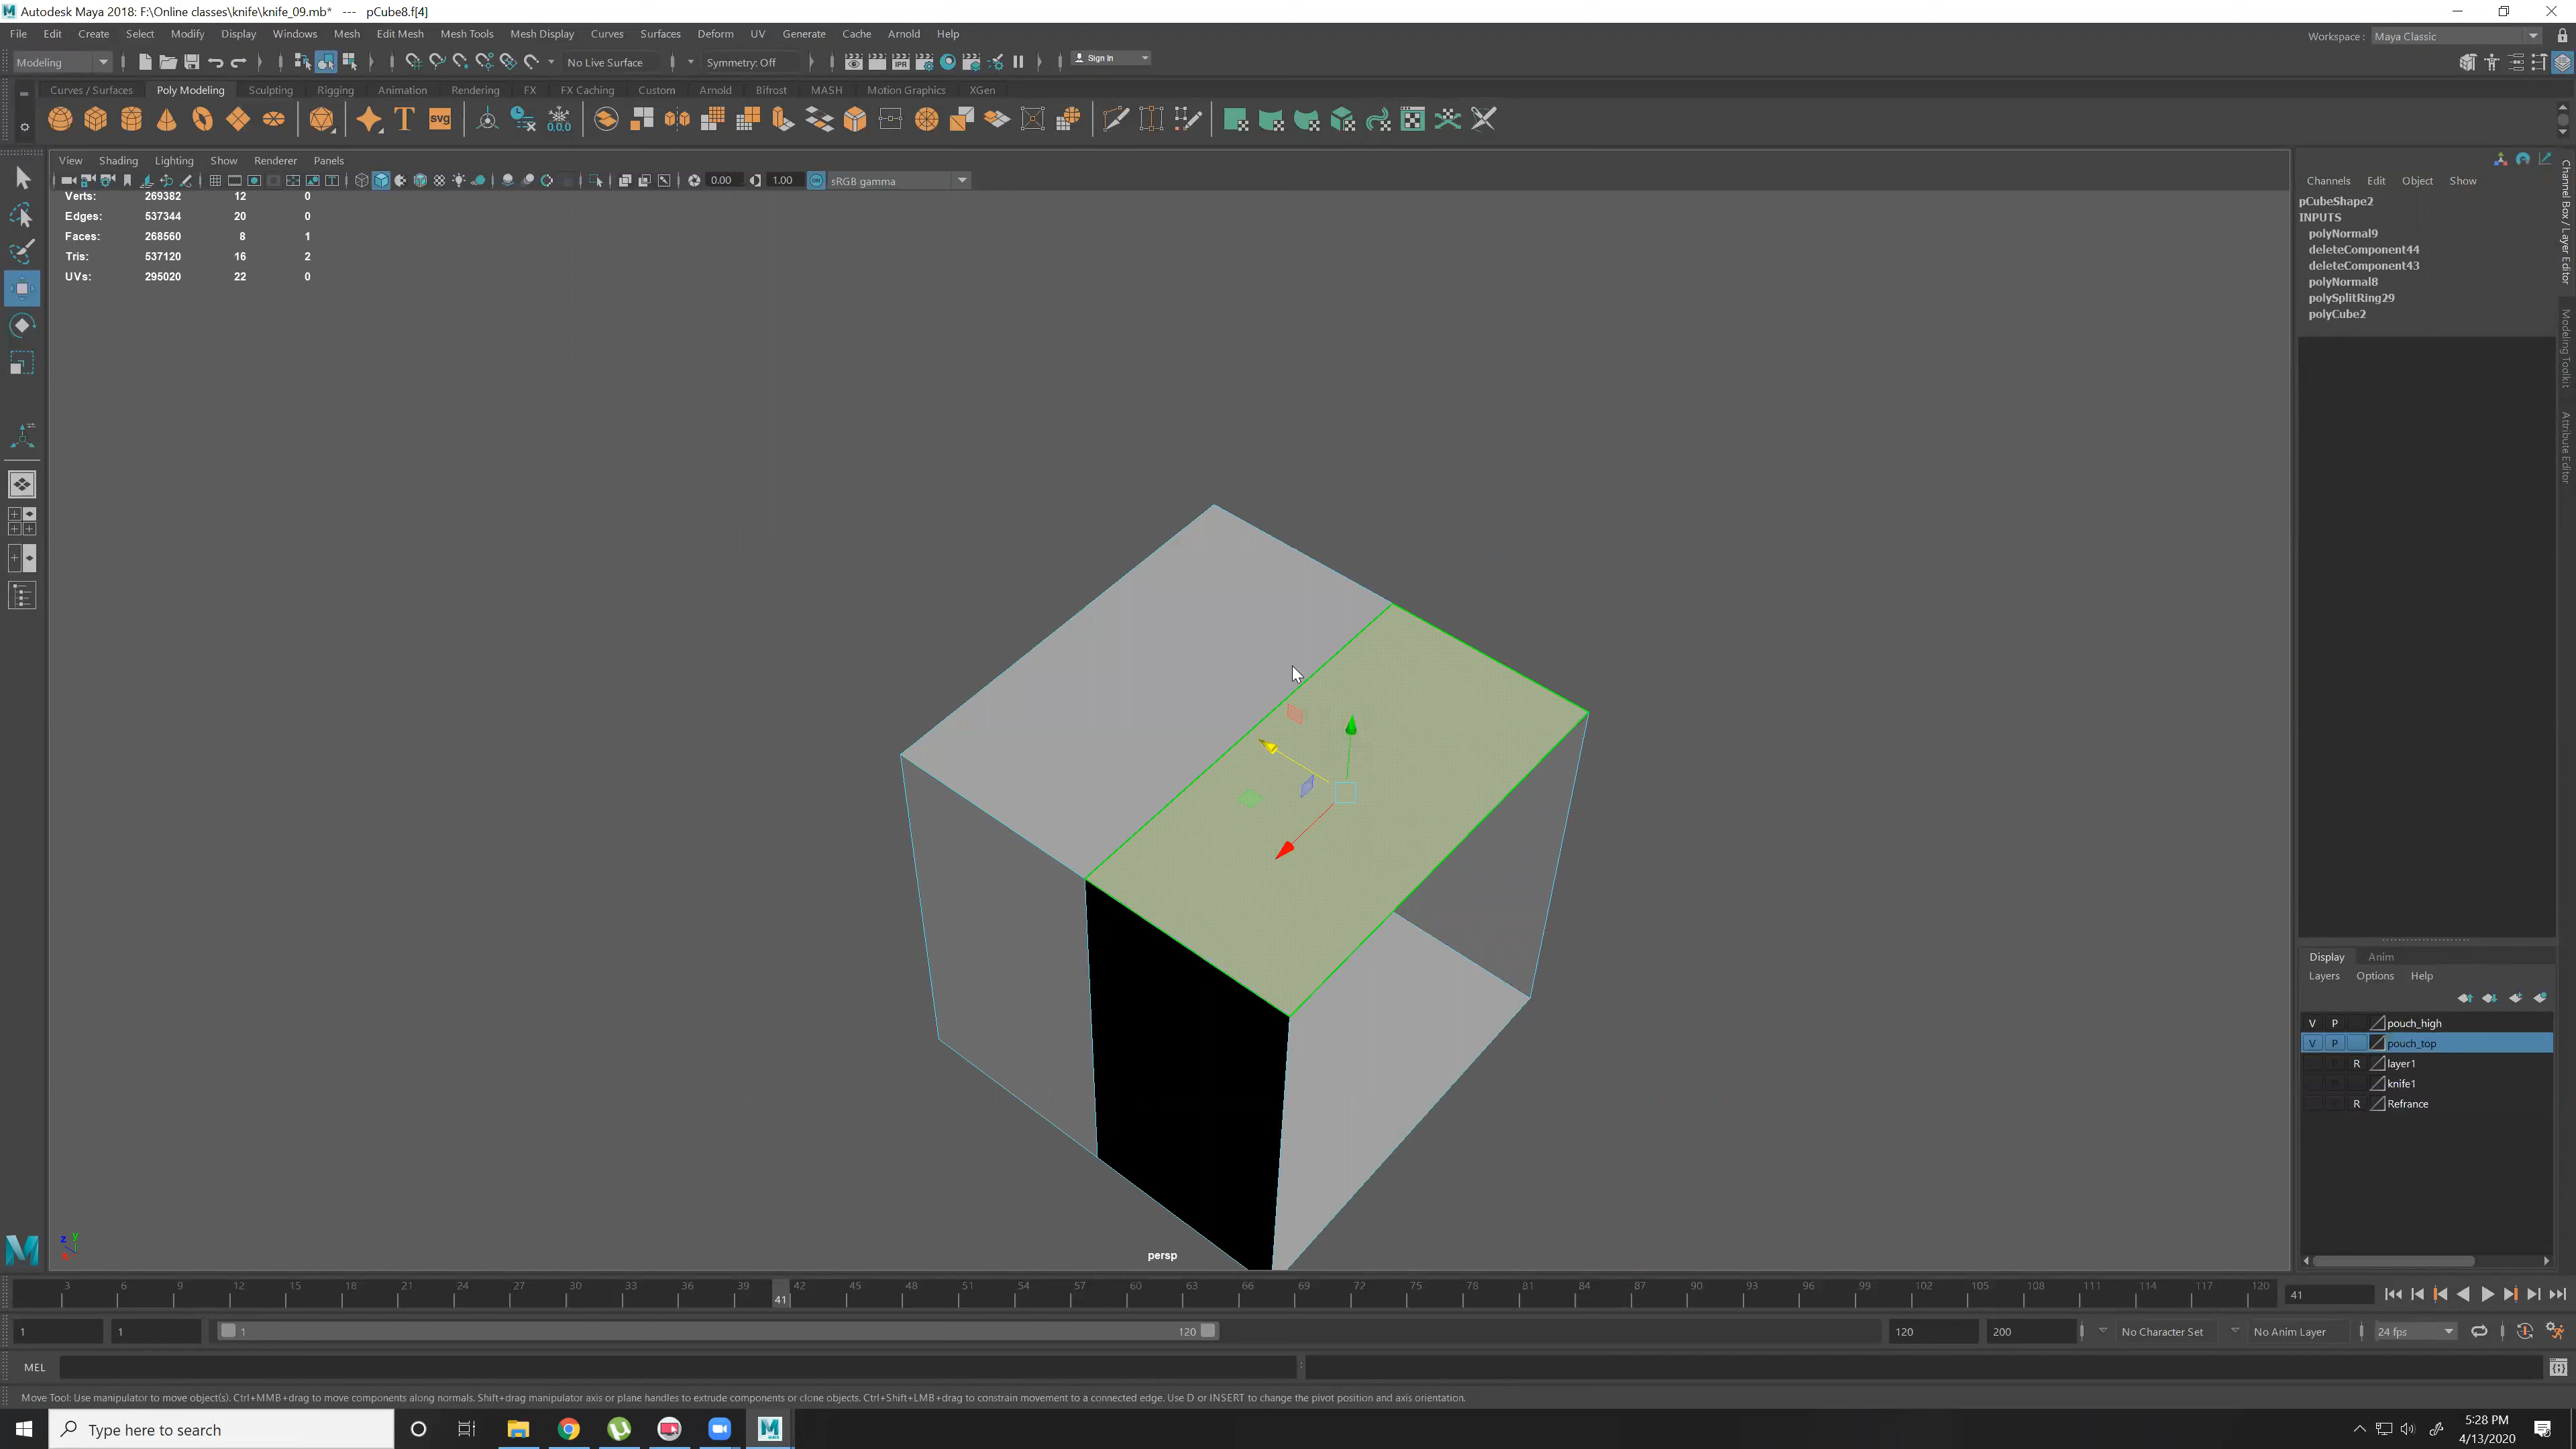 Autodesk Maya 2018: F:\Online classes\knife\knife_09.mb*   ---   pCube8.f[4]
File Edit Create Select Modify Display Windows Mesh Edit Mesh Mesh Tools Mesh Display Curves Surfaces Deform UV Generate Cache Arnold Help
Workspace : Maya Classic
Modeling No Live Surface Symmetry: Off Sign In
Curves / Surfaces Poly Modeling Sculpting Rigging Animation Rendering FX FX Caching Custom Arnold Bifrost MASH Motion Graphics XGen
View Shading Lighting Show Renderer Panels
0.00 1.00 sRGB gamma
Verts: 269382 12 0
Edges: 537344 20 0
Faces: 268560 8 1
Tris: 537120 16 2
UVs: 295020 22 0
persp
Channels Edit Object Show
pCubeShape2
INPUTS
polyNormal9
deleteComponent44
deleteComponent43
polyNormal8
polySplitRing29
polyCube2
Channel Box / Layer Editor
Modeling Toolkit
Attribute Editor
Display Anim
Layers Options Help
V P pouch_high
V P pouch_top
R layer1
knife1
R Refrance
3 6 9 12 15 18 21 24 27 30 33 36 39 42 45 48 51 54 57 60 63 66 69 72 75 78 81 84 87 90 93 96 99 102 105 108 111 114 117 120
41
41
1 1 1 120 120 200 No Character Set No Anim Layer 24 fps
MEL
Move Tool: Use manipulator to move object(s). Ctrl+MMB+drag to move components along normals. Shift+drag manipulator axis or plane handles to extrude components or clone objects. Ctrl+Shift+LMB+drag to constrain movement to a connected edge. Use D or INSERT to change the pivot position and axis orientation.
Type here to search
5:28 PM
4/13/2020